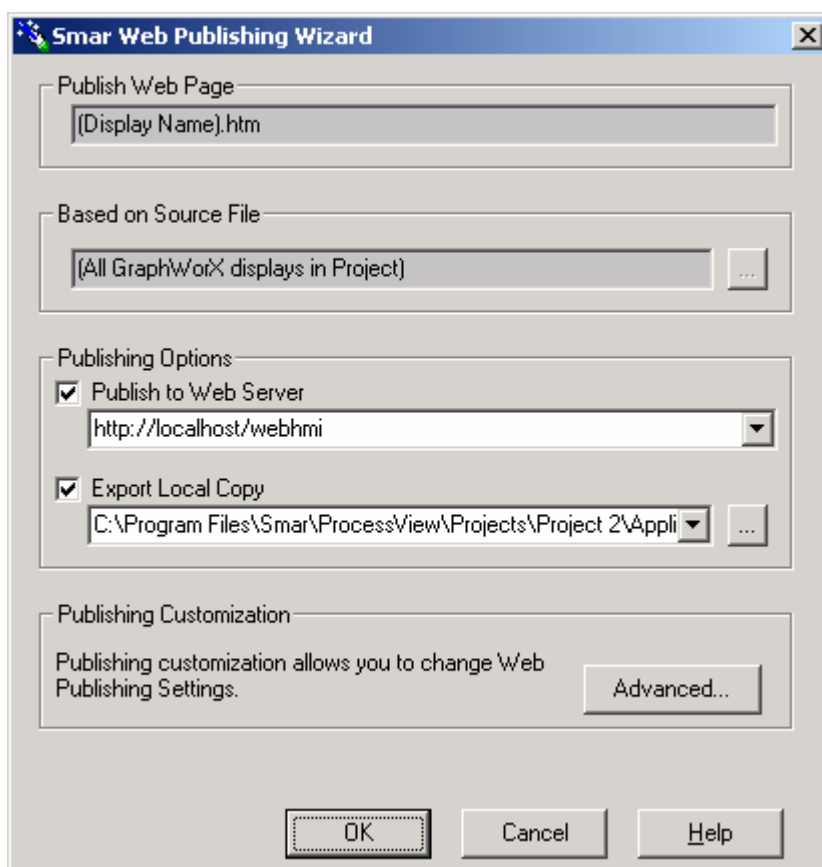 Smar Web Publishing Wizard
Publish Web Page
(Display Name).htm
Based on Source File
(All GraphWorX displays in Project)
...
Publishing Options
Publish to Web Server
http://localhost/webhmi
Export Local Copy
C:\Program Files\Smar\ProcessView\Projects\Project 2\Appli
...
Publishing Customization
Publishing customization allows you to change Web
Publishing Settings.
Advanced...
OK
Cancel
Help